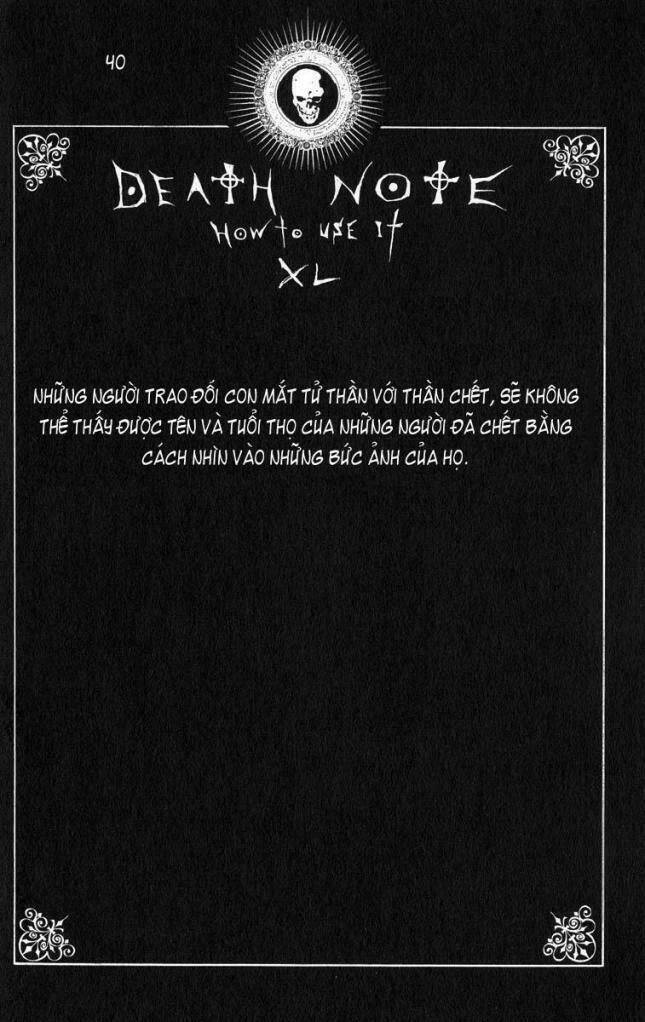 40
DEATH NOTE
HOW TO USE IT
XL
NHỮNG NGƯỜI TRAO ĐỔI CON MẮT TỬ THẦN VỚI THẦN CHẾT, SẼ KHÔNG
THỂ THẤY ĐƯỢC TÊN VÀ TUỔI THỌ CỦA NHỮNG NGƯỜI ĐÃ CHẾT BẰNG
CÁCH NHÌN VÀO NHỮNG BỨC ẢNH CỦA HỌ.